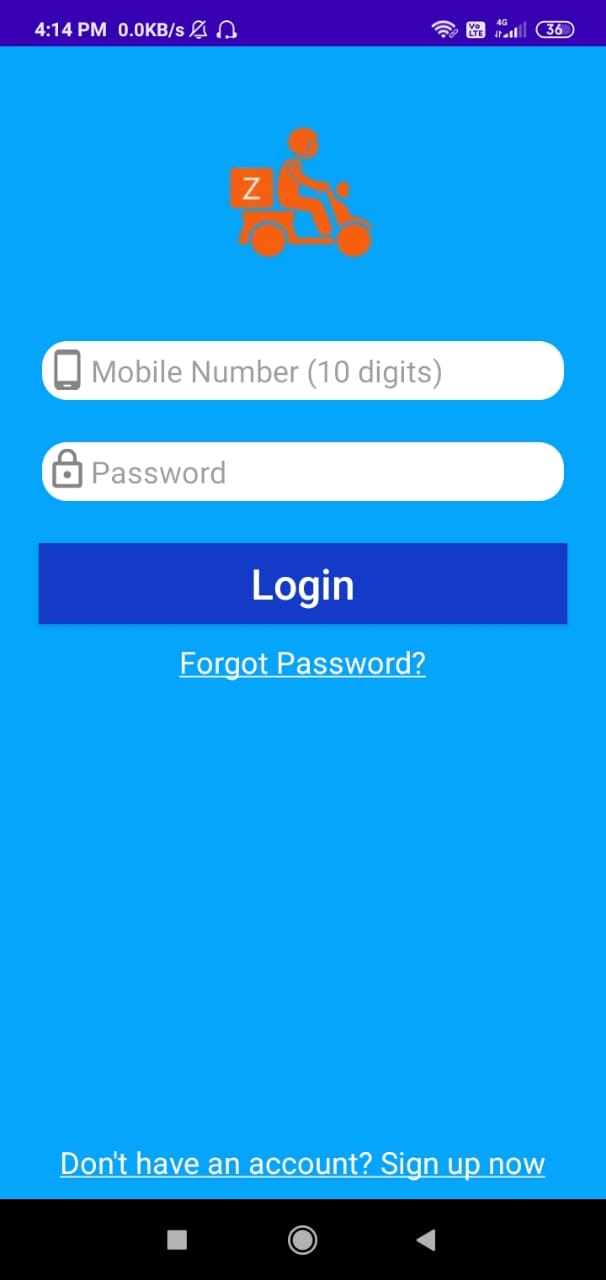 4:14 PM 0.0KB/s
Vo
LTE
4G
36
Z
Mobile Number (10 digits)
Password
Login
Forgot Password?
Don't have an account? Sign up now